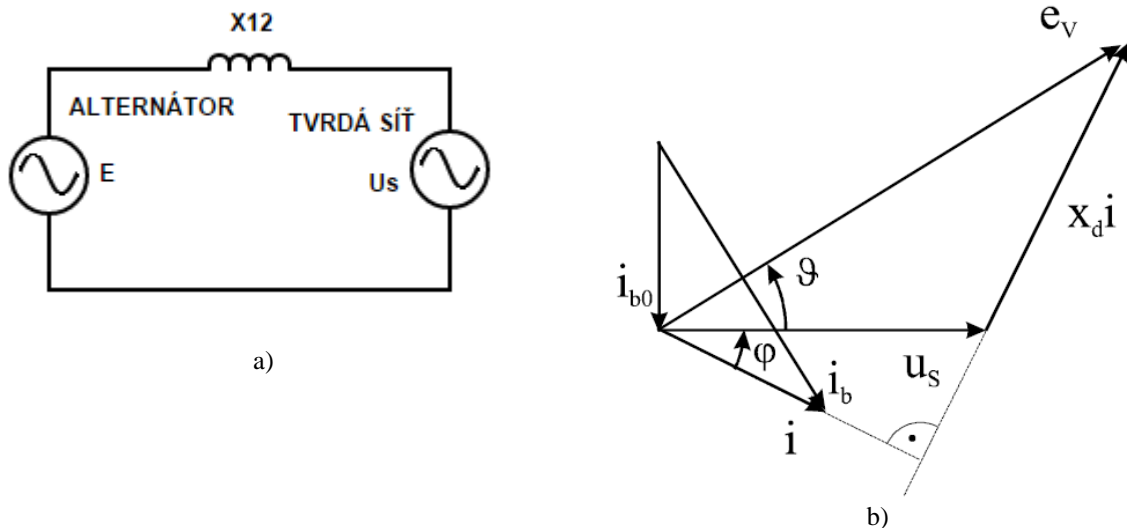 X12
ALTERNÁTOR
TVRDÁ SÍŤ
E
Us
a)
e_V
x_d i
i_b0
ϑ
φ
u_S
i_b
i
b)